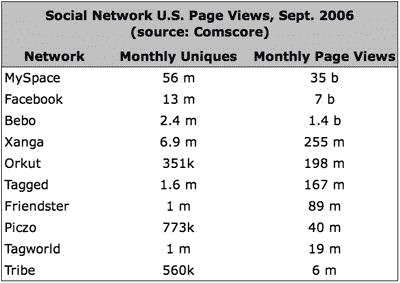 Social Network U.S. Page Views, Sept. 2006
(source: Comscore)
Network Monthly Uniques Monthly Page Views
MySpace 56 m 35 b
Facebook 13 m 7 b
Bebo 2.4 m 1.4 b
Xanga 6.9 m 255 m
Orkut 351k 198 m
Tagged 1.6 m 167 m
Friendster 1 m 89 m
Piczo 773k 40 m
Tagworld 1 m 19 m
Tribe 560k 6 m